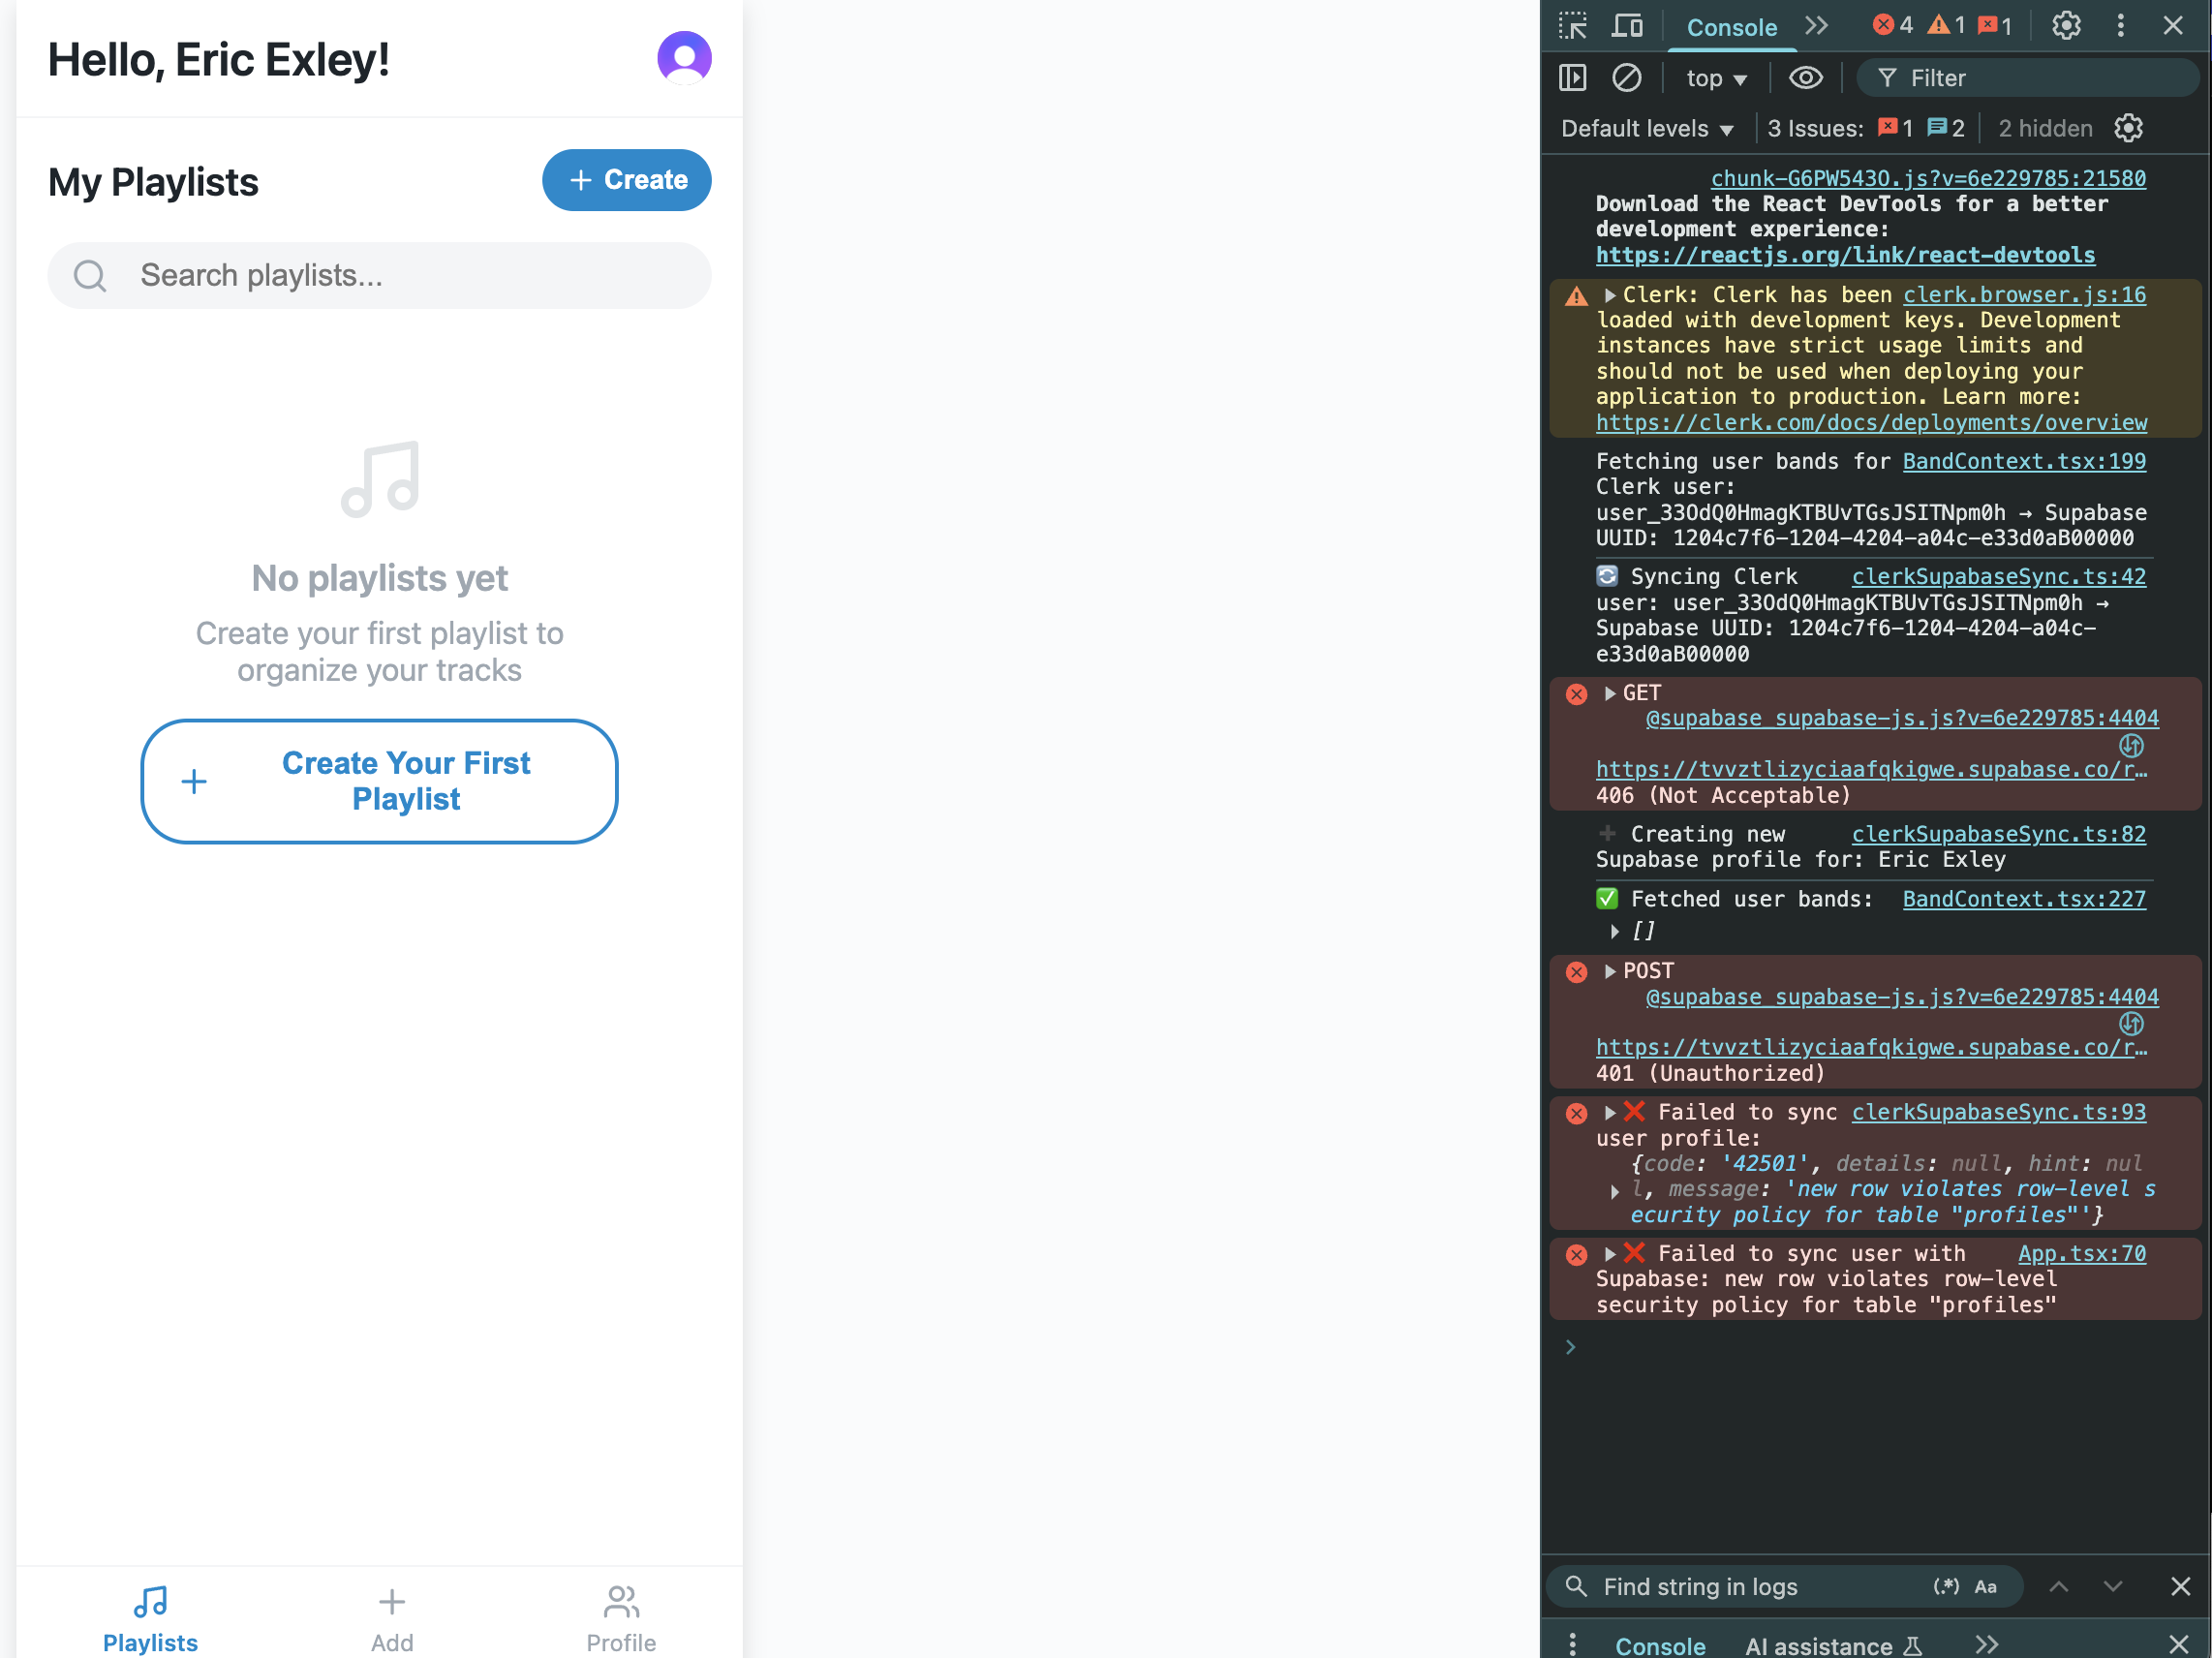 Hello, Eric Exley!
My Playlists
+ Create
Search playlists...
No playlists yet
Create your first playlist to
organize your tracks
+ Create Your First
Playlist
Playlists
Add
Profile
Console
4
1
1
top
Filter
Default levels
3 Issues:
1
2
2 hidden
chunk-G6PW543O.js?v=6e229785:21580
Download the React DevTools for a better
development experience:
https://reactjs.org/link/react-devtools
Clerk: Clerk has been clerk.browser.js:16
loaded with development keys. Development
instances have strict usage limits and
should not be used when deploying your
application to production. Learn more:
https://clerk.com/docs/deployments/overview
Fetching user bands for BandContext.tsx:199
Clerk user:
user_33OdQ0HmagKTBUvTGsJSITNpm0h → Supabase
UUID: 1204c7f6-1204-4204-a04c-e33d0aB00000
🔄 Syncing Clerk clerkSupabaseSync.ts:42
user: user_33OdQ0HmagKTBUvTGsJSITNpm0h →
Supabase UUID: 1204c7f6-1204-4204-a04c-
e33d0aB00000
GET
@supabase_supabase-js.js?v=6e229785:4404
https://tvvztlizyciaafqkigwe.supabase.co/r…
406 (Not Acceptable)
➕ Creating new clerkSupabaseSync.ts:82
Supabase profile for: Eric Exley
✅ Fetched user bands: BandContext.tsx:227
[]
POST
@supabase_supabase-js.js?v=6e229785:4404
https://tvvztlizyciaafqkigwe.supabase.co/r…
401 (Unauthorized)
❌ Failed to sync clerkSupabaseSync.ts:93
user profile:
{code: '42501', details: null, hint: nul
l, message: 'new row violates row-level s
ecurity policy for table "profiles"'}
❌ Failed to sync user with App.tsx:70
Supabase: new row violates row-level
security policy for table "profiles"
Find string in logs
(.*) Aa
Console
AI assistance